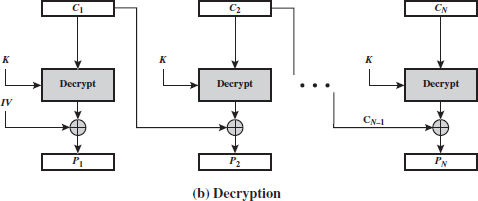 C1 C2 CN
K K K
Decrypt Decrypt • • • Decrypt
IV
CN–1
P1 P2 PN
(b) Decryption